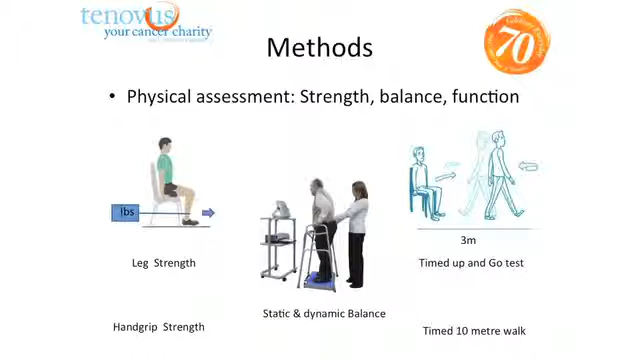 tenovus
your cancer charity
70
Methods
• Physical assessment: Strength, balance, function
lbs
3m
Leg Strength
Timed up and Go test
Static & dynamic Balance
Handgrip Strength
Timed 10 metre walk